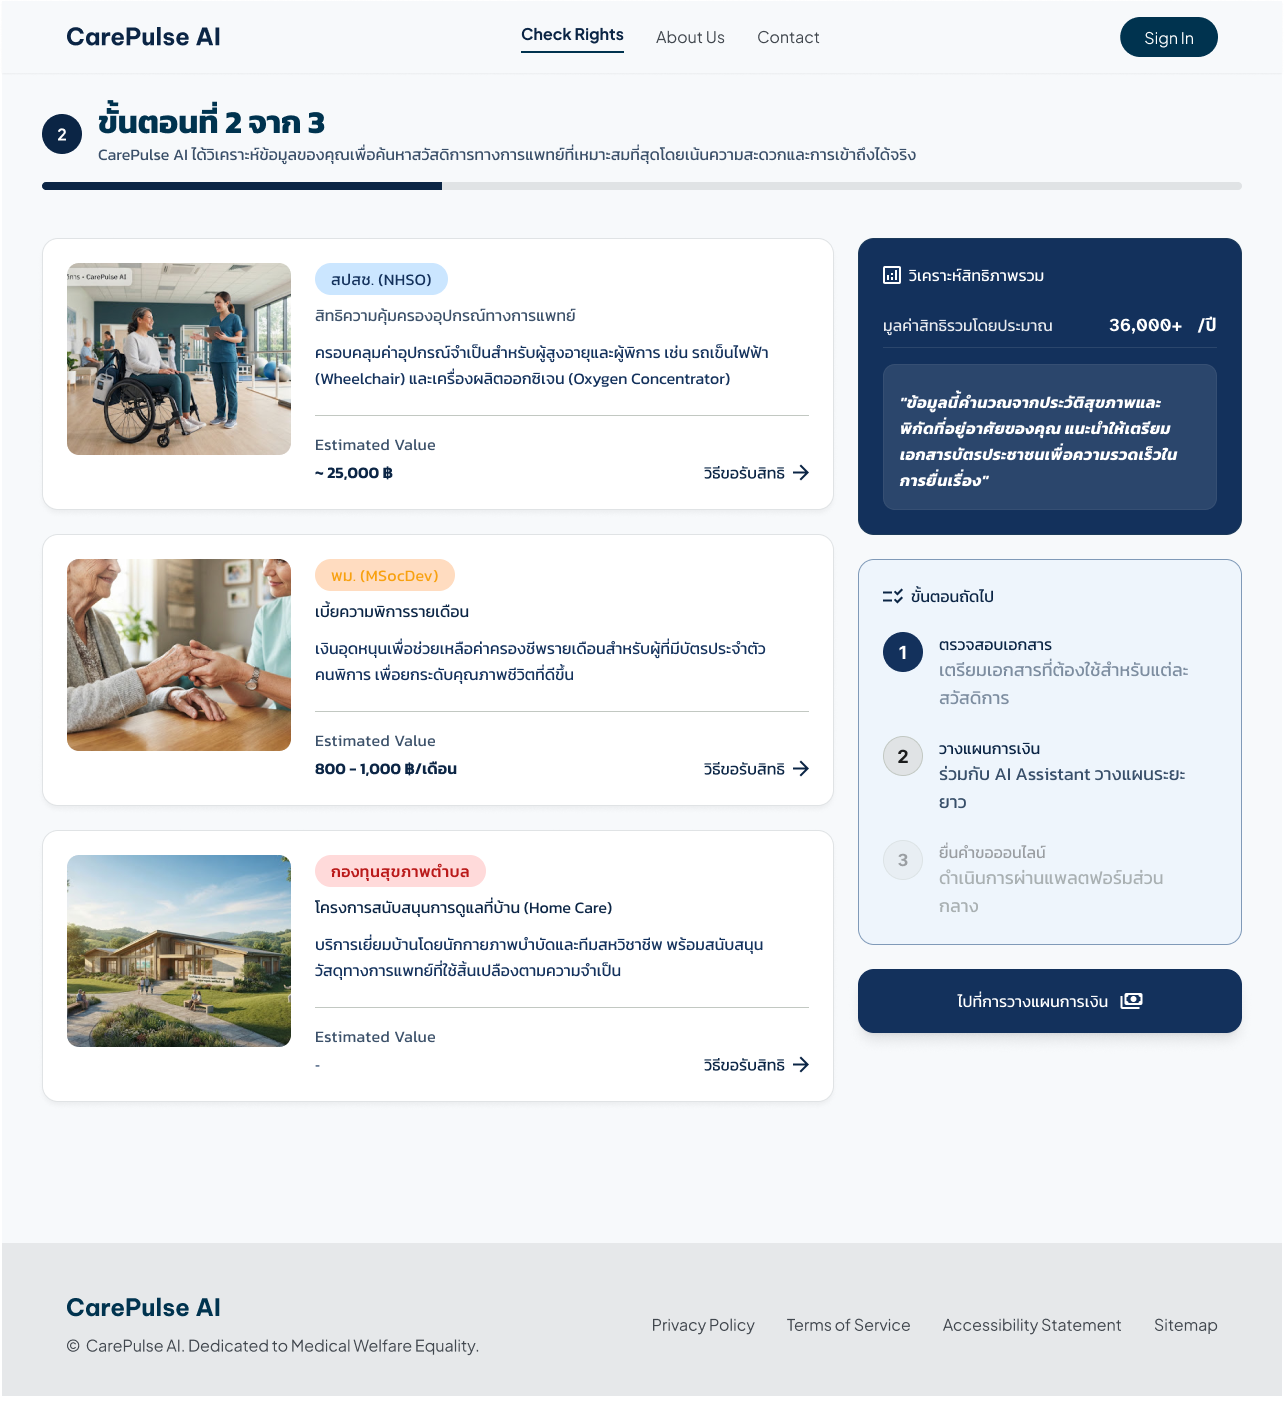 CarePulse AI
Check Rights
About Us
Contact
Sign In
2
ขั้นตอนที่ 2 จาก 3
CarePulse AI ได้วิเคราะห์ข้อมูลของคุณเพื่อค้นหาสวัสดิการทางการแพทย์ที่เหมาะสมที่สุดโดยเน้นความสะดวกและการเข้าถึงได้จริง
CarePulse AI
สปสช. (NHSO)
สิทธิความคุ้มครองอุปกรณ์ทางการแพทย์
ครอบคลุมค่าอุปกรณ์จำเป็นสำหรับผู้สูงอายุและผู้พิการ เช่น รถเข็นไฟฟ้า
(Wheelchair) และเครื่องผลิตออกซิเจน (Oxygen Concentrator)
Estimated Value
~ 25,000 ฿
วิธีขอรับสิทธิ
พม. (MSocDev)
เบี้ยความพิการรายเดือน
เงินอุดหนุนเพื่อช่วยเหลือค่าครองชีพรายเดือนสำหรับผู้ที่มีบัตรประจำตัว
คนพิการ เพื่อยกระดับคุณภาพชีวิตที่ดีขึ้น
Estimated Value
800 - 1,000 ฿/เดือน
วิธีขอรับสิทธิ
กองทุนสุขภาพตำบล
โครงการสนับสนุนการดูแลที่บ้าน (Home Care)
บริการเยี่ยมบ้านโดยนักกายภาพบำบัดและทีมสหวิชาชีพ พร้อมสนับสนุน
วัสดุทางการแพทย์ที่ใช้สิ้นเปลืองตามความจำเป็น
Estimated Value
-
วิธีขอรับสิทธิ
วิเคราะห์สิทธิภาพรวม
มูลค่าสิทธิรวมโดยประมาณ
36,000+ /ปี
"ข้อมูลนี้คำนวณจากประวัติสุขภาพและ
พิกัดที่อยู่อาศัยของคุณ แนะนำให้เตรียม
เอกสารบัตรประชาชนเพื่อความรวดเร็วใน
การยื่นเรื่อง"
ขั้นตอนถัดไป
1
ตรวจสอบเอกสาร
เตรียมเอกสารที่ต้องใช้สำหรับแต่ละ
สวัสดิการ
2
วางแผนการเงิน
ร่วมกับ AI Assistant วางแผนระยะ
ยาว
3
ยื่นคำขอออนไลน์
ดำเนินการผ่านแพลตฟอร์มส่วน
กลาง
ไปที่การวางแผนการเงิน
CarePulse AI
© CarePulse AI. Dedicated to Medical Welfare Equality.
Privacy Policy
Terms of Service
Accessibility Statement
Sitemap